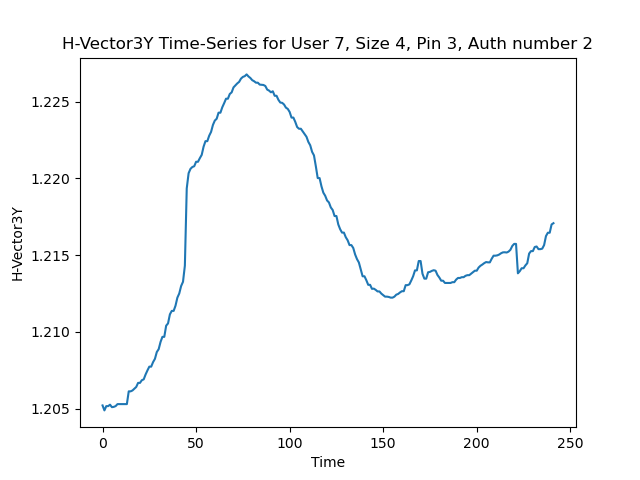 H-Vector3Y Time-Series for User 7, Size 4, Pin 3, Auth number 2
H-Vector3Y
1.225
1.220
1.215
1.210
1.205
0 50 100 150 200 250
Time